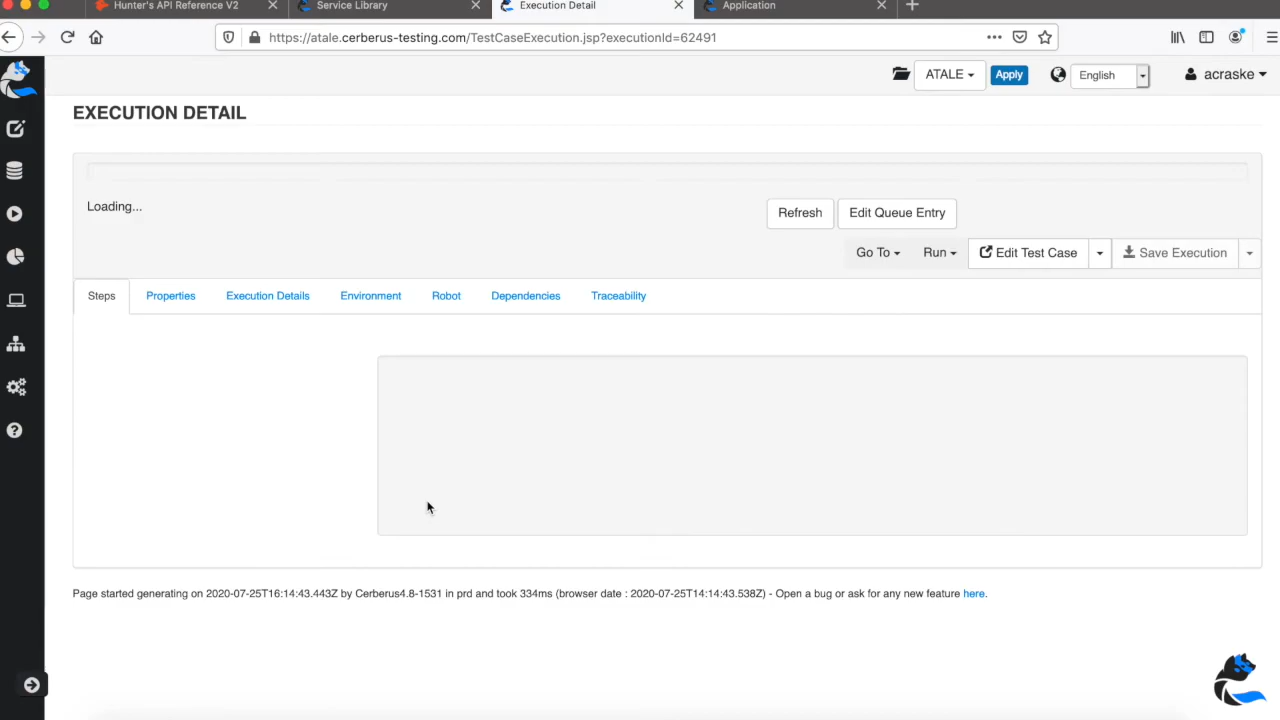 Hunter's API Reference V2
Service Library
Execution Detail
Application
https://atale.cerberus-testing.com/TestCaseExecution.jsp?executionId=62491
ATALE
Apply
English
acraske
EXECUTION DETAIL
Loading...
Refresh
Edit Queue Entry
Go To
Run
Edit Test Case
Save Execution
Steps
Properties
Execution Details
Environment
Robot
Dependencies
Traceability
Page started generating on 2020-07-25T16:14:43.443Z by Cerberus4.8-1531 in prd and took 334ms (browser date : 2020-07-25T14:14:43.538Z) - Open a bug or ask for any new feature here.